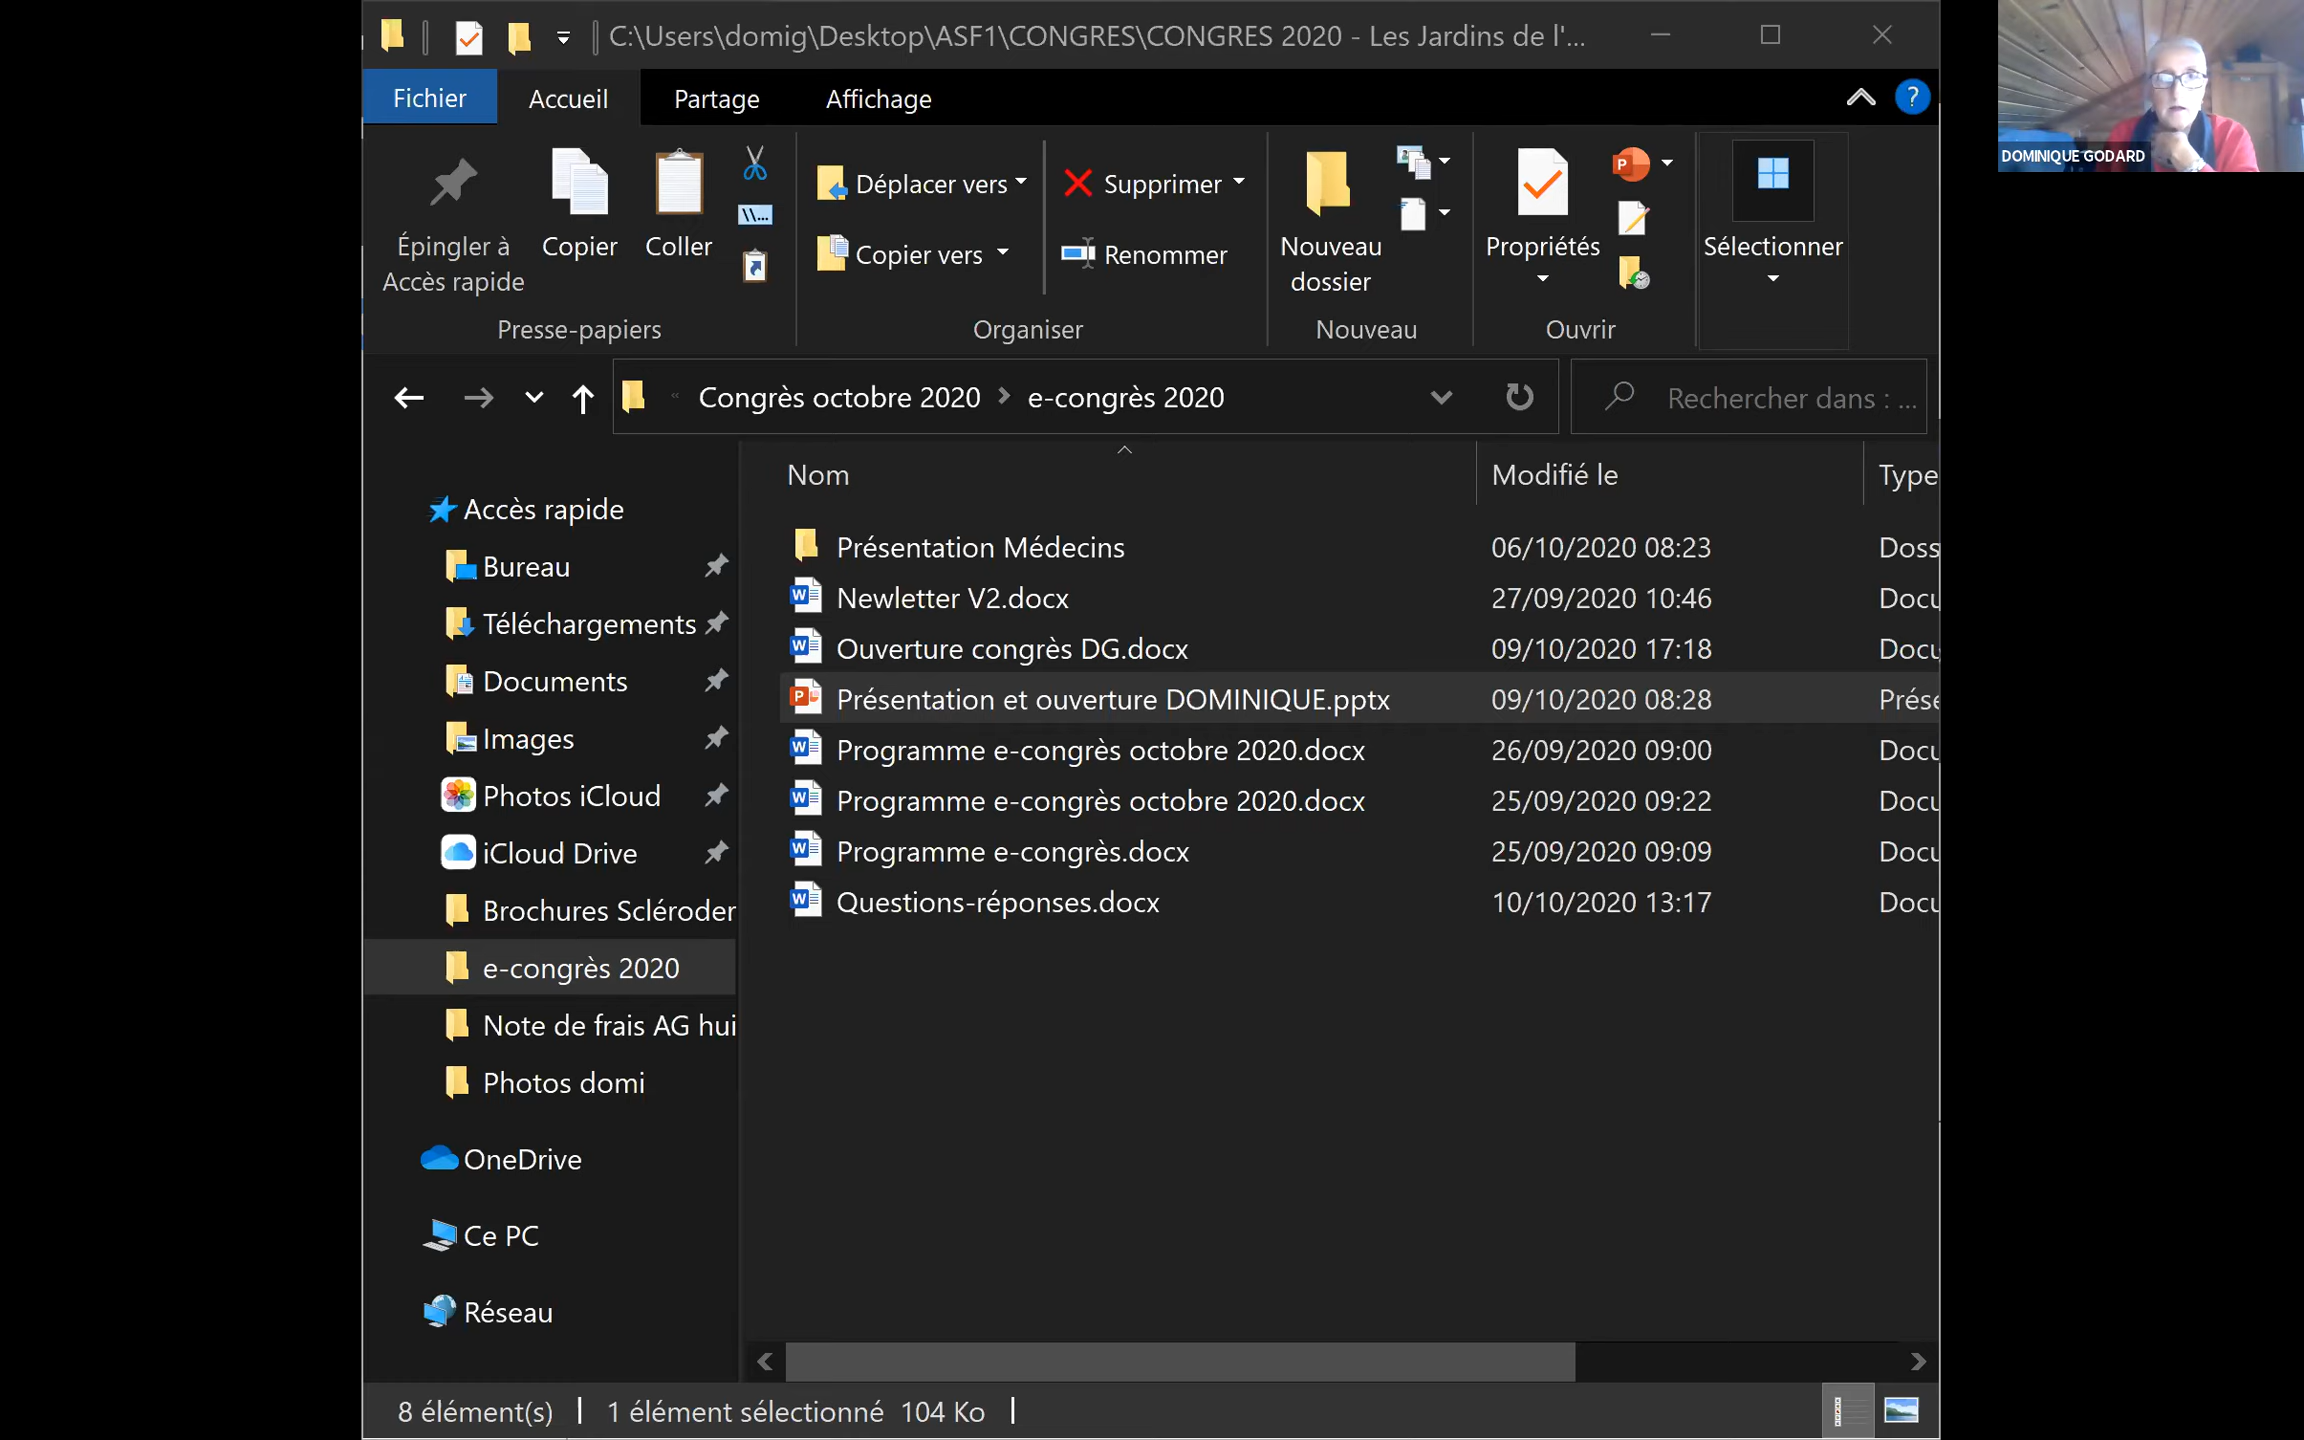 C:\Users\domig\Desktop\ASF1\CONGRES\CONGRES 2020 - Les Jardins de l'...
Fichier
Accueil
Partage
Affichage
?
DOMINIQUE GODARD
Épingler à
Accès rapide
Copier
Coller
\\...
Presse-papiers
Déplacer vers
Copier vers
Supprimer
Renommer
Organiser
Nouveau
dossier
Nouveau
Propriétés
Ouvrir
Sélectionner
« Congrès octobre 2020 > e-congrès 2020
Rechercher dans : ...
Nom Modifié le Type
Présentation Médecins 06/10/2020 08:23 Doss
Newletter V2.docx 27/09/2020 10:46 Docu
Ouverture congrès DG.docx 09/10/2020 17:18 Docu
Présentation et ouverture DOMINIQUE.pptx 09/10/2020 08:28 Prése
Programme e-congrès octobre 2020.docx 26/09/2020 09:00 Docu
Programme e-congrès octobre 2020.docx 25/09/2020 09:22 Docu
Programme e-congrès.docx 25/09/2020 09:09 Docu
Questions-réponses.docx 10/10/2020 13:17 Docu
Accès rapide
Bureau
Téléchargements
Documents
Images
Photos iCloud
iCloud Drive
Brochures Scléroder
e-congrès 2020
Note de frais AG hui
Photos domi
OneDrive
Ce PC
Réseau
8 élément(s) 1 élément sélectionné 104 Ko